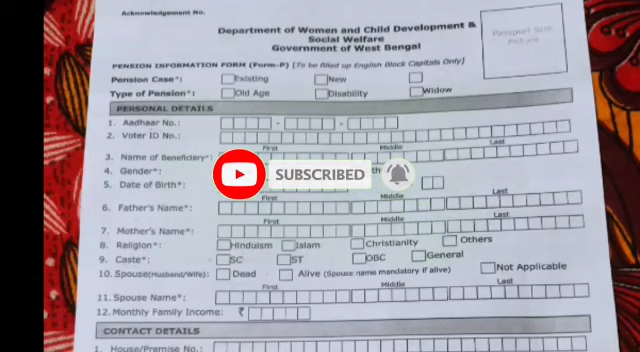 Acknowledgement No.
Department of Women and Child Development &
Social Welfare
Government of West Bengal
Passport Size
Picture
PENSION INFORMATION FORM (Form-P) [To be filled up English Block Capitals Only]
Pension Case*: Existing New
Type of Pension*: Old Age Disability Widow
PERSONAL DETAILS
1. Aadhaar No.: - -
2. Voter ID No.:
First Middle Last
3. Name of Beneficiary*:
4. Gender*:
SUBSCRIBED
5. Date of Birth*:
First Middle Last
6. Father's Name*:
First Middle Last
7. Mother's Name*:
8. Religion*: Hinduism Islam Christianity Others
9. Caste*: SC ST OBC General
10. Spouse(Husband/Wife): Dead Alive (Spouse name mandatory if alive) Not Applicable
First Middle Last
11. Spouse Name*:
12. Monthly Family Income: ₹
CONTACT DETAILS
1. House/Premise No.: